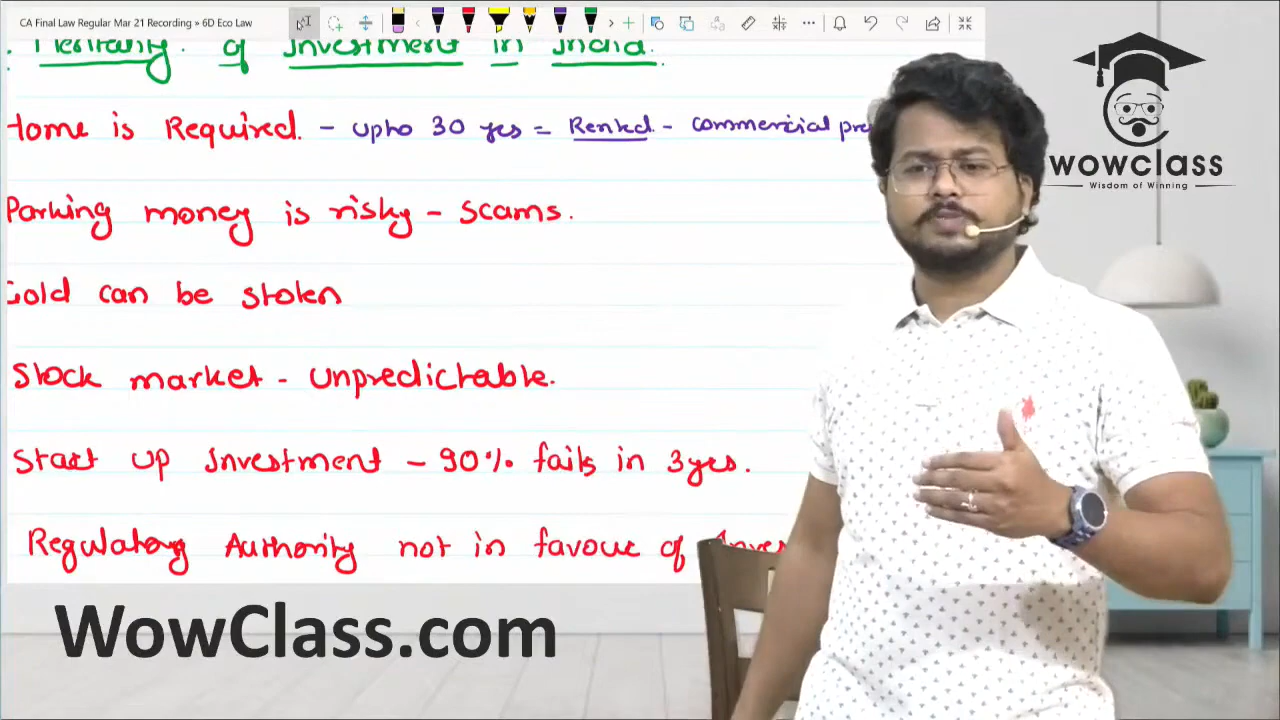 CA Final Law Regular Mar 21 Recording » 6D Eco Law
of Investment in India.
Home is Required. - upto 30 yes = Rented. - commercial
Parking money is risky - scams.
Gold can be stolen
Stock market - unpredictable.
Start up Investment - 90% fails in 3yes.
Regulatory Authority not in favour of
wowclass
Wisdom of Winning
WowClass.com